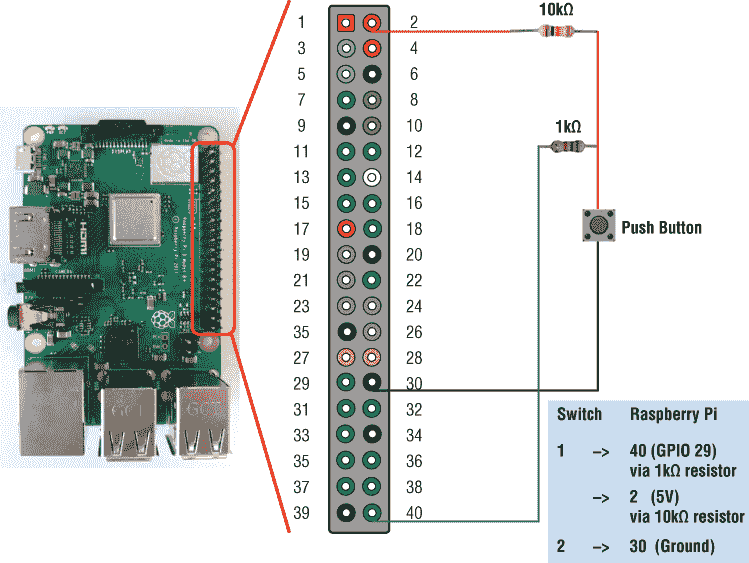 10kΩ
1 2
3 4
5 6
7 8
9 10
1kΩ
11 12
13 14
15 16
17 18
Push Button
19 20
21 22
23 24
35 26
27 28
29 30
31 32
33 34
35 36
37 38
39 40
DISPLAY
HDMI
CAMERA
Switch Raspberry Pi
1 –> 40 (GPIO 29)
via 1kΩ resistor
–> 2 (5V)
via 10kΩ resistor
2 –> 30 (Ground)